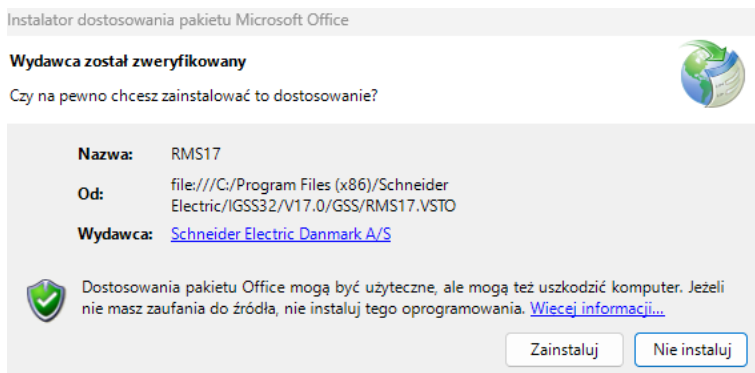 Instalator dostosowania pakietu Microsoft Office
Wydawca został zweryfikowany
Czy na pewno chcesz zainstalować to dostosowanie?
Nazwa: RMS17
Od: file:///C:/Program Files (x86)/Schneider
Electric/IGSS32/V17.0/GSS/RMS17.VSTO
Wydawca: Schneider Electric Danmark A/S
Dostosowania pakietu Office mogą być użyteczne, ale mogą też uszkodzić komputer. Jeżeli
nie masz zaufania do źródła, nie instaluj tego oprogramowania. Więcej informacji...
Zainstaluj Nie instaluj